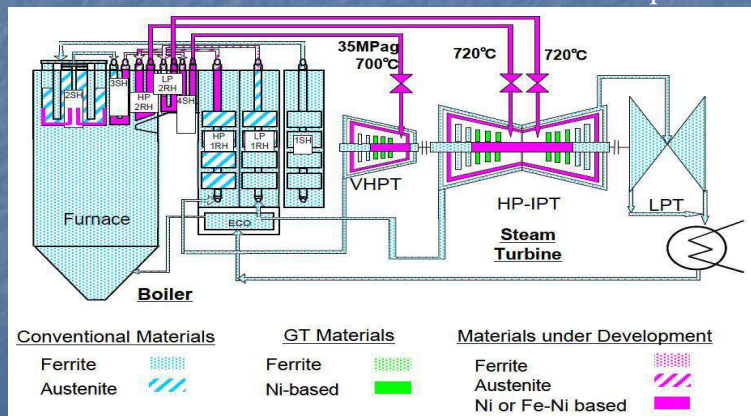 35MPag
700℃
720℃
720℃
3SH
2SH
HP
2RH
LP
2RH
4SH
HP
1RH
LP
1RH
1SH
VHPT
HP-IPT
LPT
Furnace
ECO
Steam
Turbine
Boiler
Conventional Materials
Ferrite
Austenite
GT Materials
Ferrite
Ni-based
Materials under Development
Ferrite
Austenite
Ni or Fe-Ni based